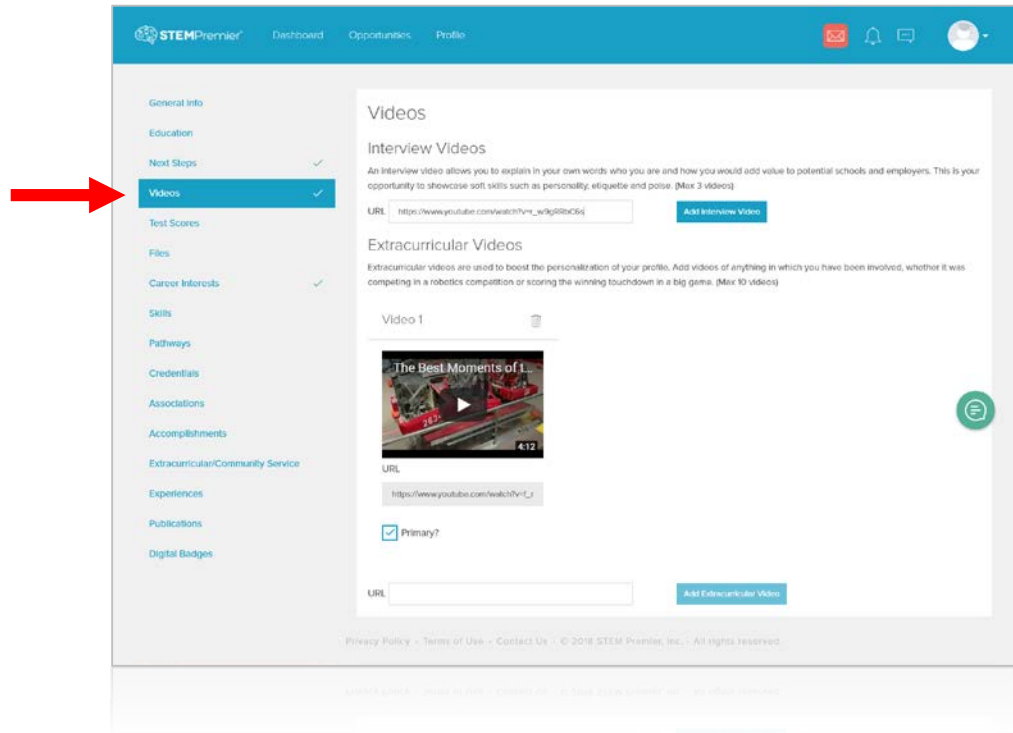 STEMPremier
Dashboard
Opportunities
Profile
General Info
Education
Next Steps
Videos
Test Scores
Files
Career Interests
Skills
Pathways
Credentials
Associations
Accomplishments
Extracurricular/Community Service
Experiences
Publications
Digital Badges
Videos
Interview Videos
An interview video allows you to explain in your own words who you are and how you would add value to potential schools and employers. This is your
opportunity to showcase soft skills such as personality, etiquette and poise. (Max 3 videos)
URL
Add Interview Video
Extracurricular Videos
Extracurricular videos are used to boost the personalization of your profile. Add videos of anything in which you have been involved, whether it was
competing in a robotics competition or scoring the winning touchdown in a big game. (Max 10 videos)
Video 1
The Best Moments of t...
4:12
URL
Primary?
URL
Add Extracurricular Video
Privacy Policy - Terms of Use - Contact Us - © 2018 STEM Premier, Inc. - All rights reserved.